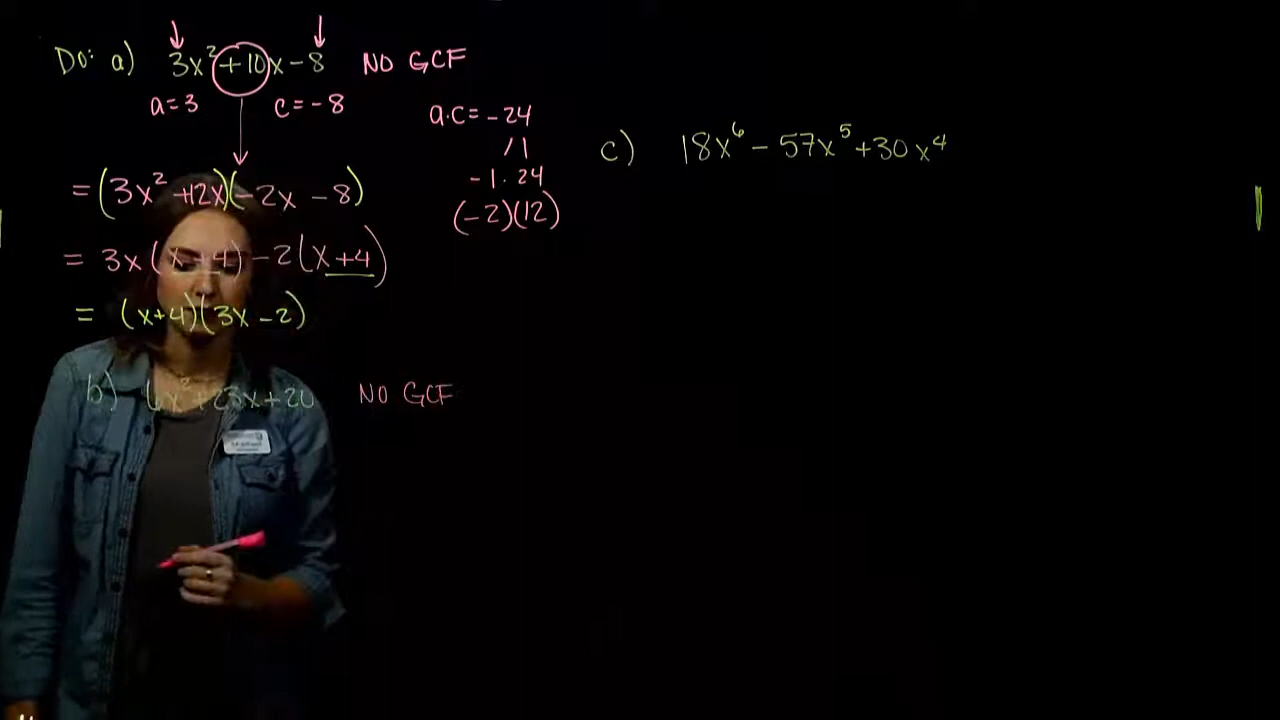 Do: a) 3x² + 10x - 8 NO GCF
a = 3 c = -8
a·c = -24
/ 1
-1 · 24
(-2)(12)
= (3x² + 12x)(-2x - 8)
= 3x(x + 4) - 2(x + 4)
= (x+4)(3x - 2)
b) 6x² + 23x + 20 NO GCF
c) 18x⁶ - 57x⁵ + 30x⁴